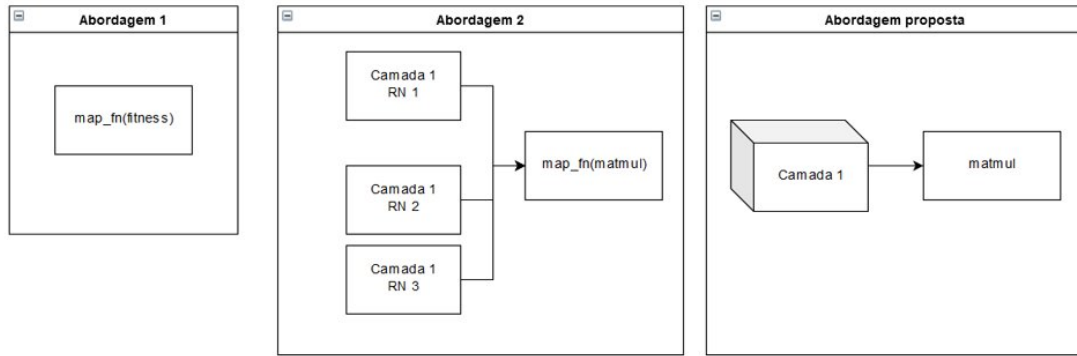 Abordagem 1
map_fn(fitness)
Abordagem 2
Camada 1
RN 1
Camada 1
RN 2
Camada 1
RN 3
map_fn(matmul)
Abordagem proposta
Camada 1
matmul